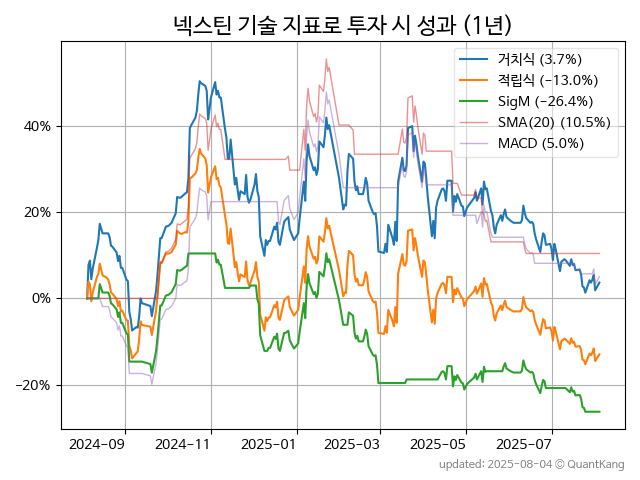 넥스틴 기술 지표로 투자 시 성과 (1년)
거치식 (3.7%)
적립식 (−13.0%)
SigM (−26.4%)
SMA(20) (10.5%)
MACD (5.0%)
40%
20%
0%
−20%
2024-09 2024-11 2025-01 2025-03 2025-05 2025-07
updated: 2025-08-04 © QuantKang